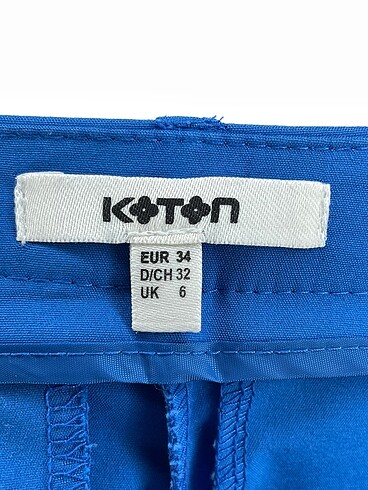 KOTON
EUR 34
D/CH 32
UK 6